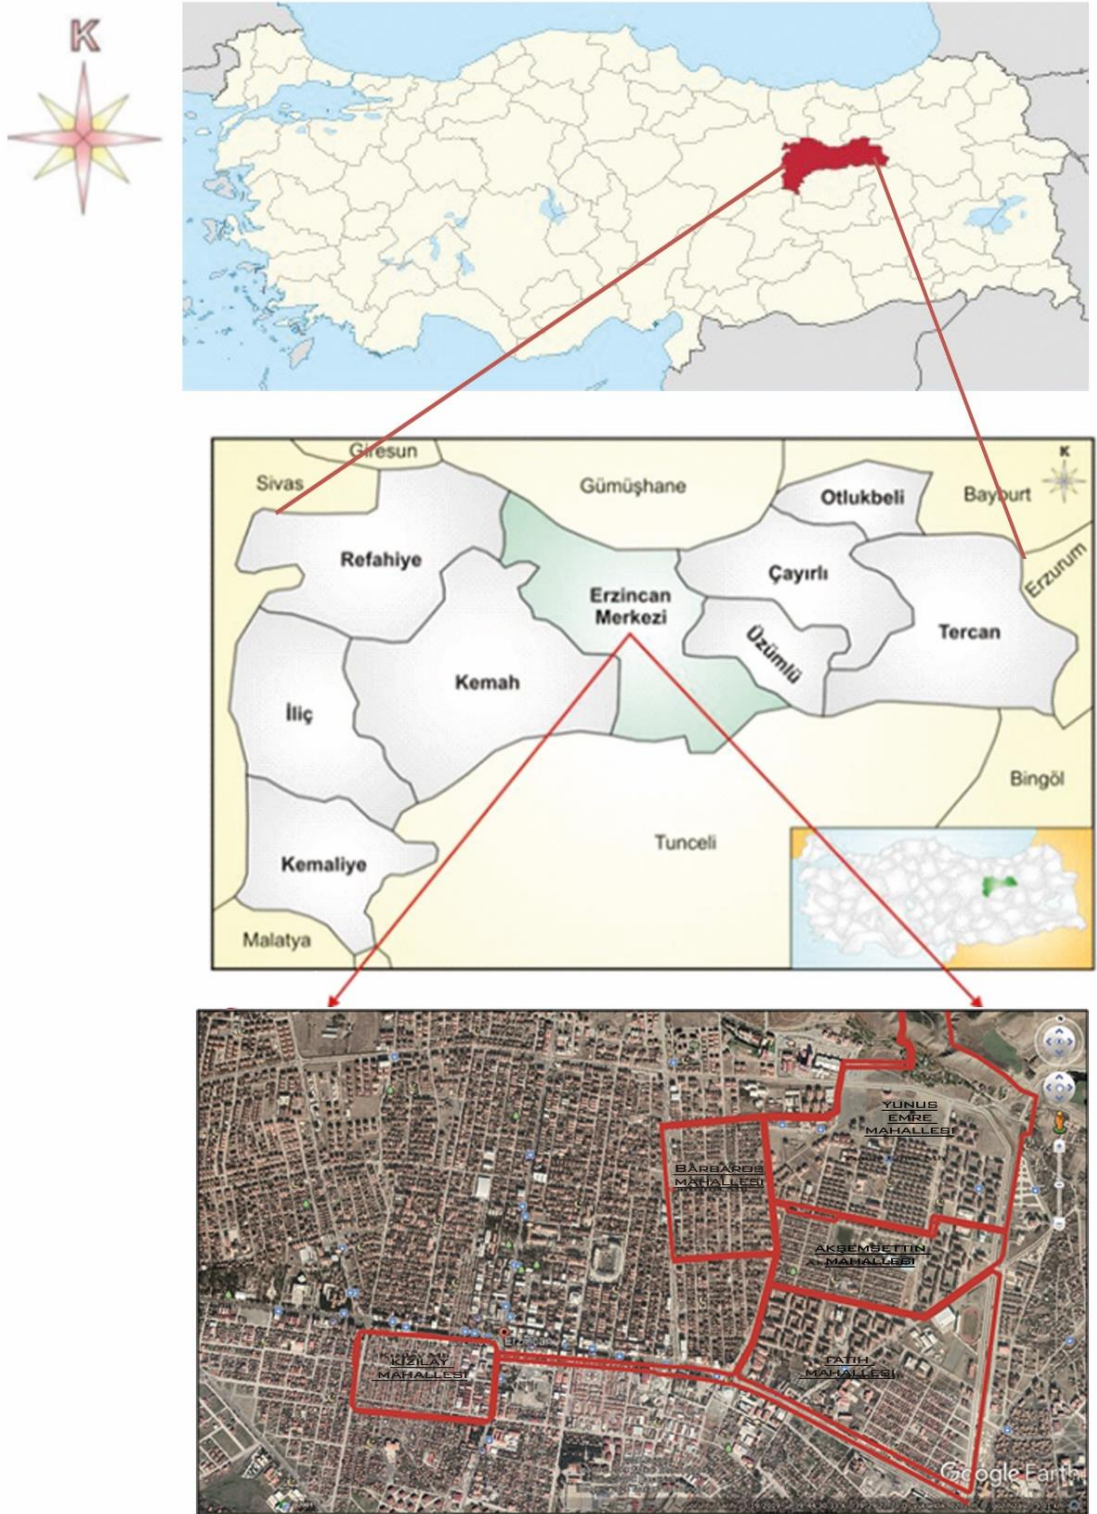 K
Giresun
Sivas
Gümüşhane
K
Otlukbeli
Bayburt
Refahiye
Çayırlı
Erzurum
Erzincan
Merkezi
Tercan
Üzümlü
Kemah
İliç
Bingöl
Tunceli
Kemaliye
Malatya
YUNUS
EMRE
MAHALLESİ
BARBAROS
MAHALLESİ
AKŞEMSETTİN
MAHALLESİ
KIZILAY
MAHALLESİ
FATİH
MAHALLESİ
Google Earth